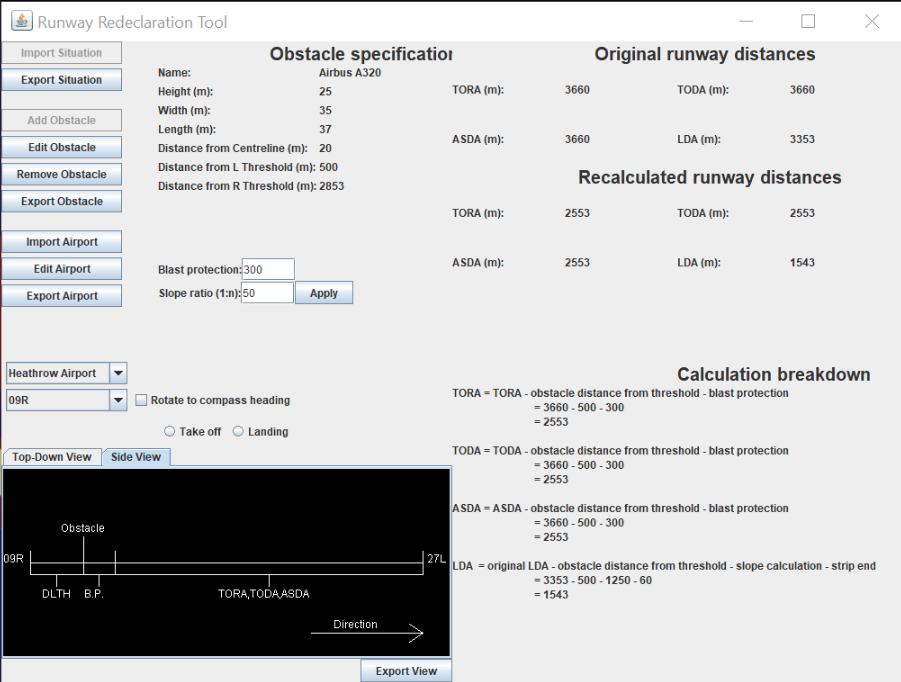 Runway Redeclaration Tool
Import Situation
Export Situation
Add Obstacle
Edit Obstacle
Remove Obstacle
Export Obstacle
Import Airport
Edit Airport
Export Airport
Obstacle specification
Name: Airbus A320
Height (m): 25
Width (m): 35
Length (m): 37
Distance from Centreline (m): 20
Distance from L Threshold (m): 500
Distance from R Threshold (m): 2853
Blast protection: 300
Slope ratio (1:n): 50 Apply
Heathrow Airport
09R Rotate to compass heading
Take off Landing
Top-Down View Side View
Obstacle
09R 27L
DLTH B.P. TORA,TODA,ASDA
Direction
Export View
Original runway distances
TORA (m): 3660 TODA (m): 3660
ASDA (m): 3660 LDA (m): 3353
Recalculated runway distances
TORA (m): 2553 TODA (m): 2553
ASDA (m): 2553 LDA (m): 1543
Calculation breakdown
TORA = TORA - obstacle distance from threshold - blast protection
= 3660 - 500 - 300
= 2553
TODA = TODA - obstacle distance from threshold - blast protection
= 3660 - 500 - 300
= 2553
ASDA = ASDA - obstacle distance from threshold - blast protection
= 3660 - 500 - 300
= 2553
LDA = original LDA - obstacle distance from threshold - slope calculation - strip end
= 3353 - 500 - 1250 - 60
= 1543